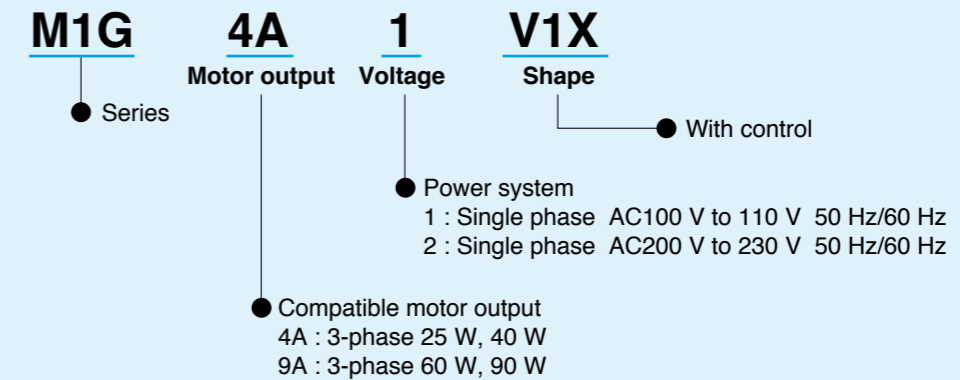 M1G 4A 1 V1X
Motor output Voltage Shape
Series
With control
Power system
1 : Single phase AC100 V to 110 V 50 Hz/60 Hz
2 : Single phase AC200 V to 230 V 50 Hz/60 Hz
Compatible motor output
4A : 3-phase 25 W, 40 W
9A : 3-phase 60 W, 90 W